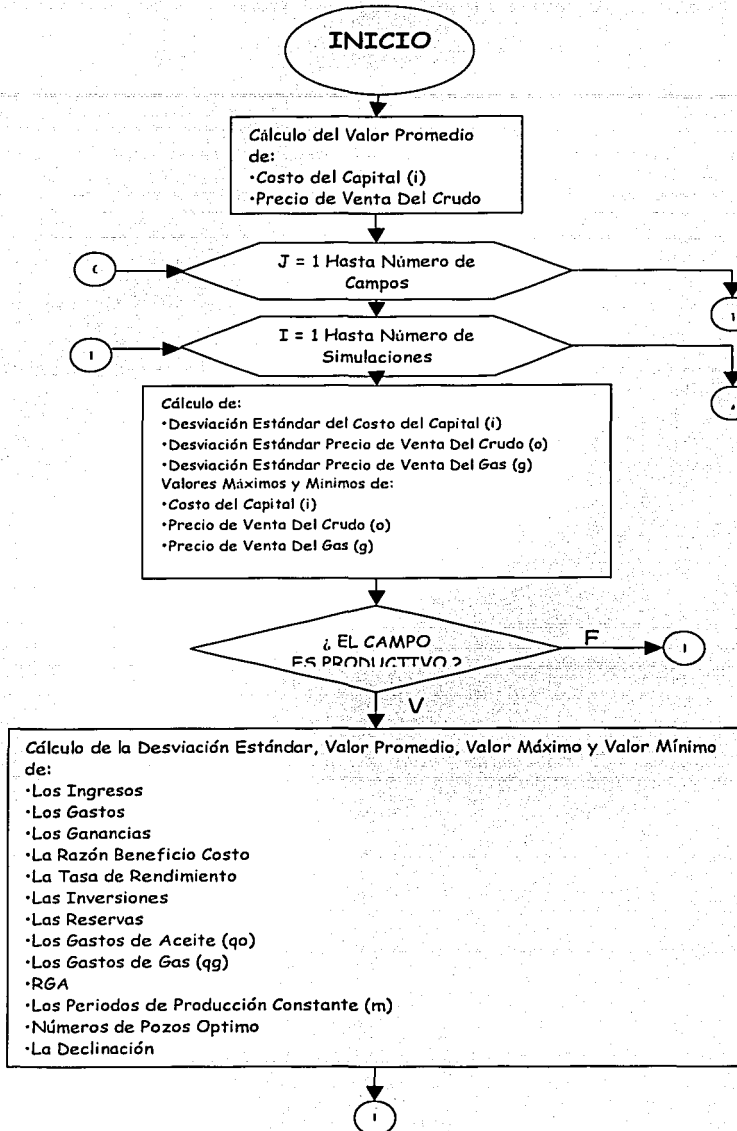 INICIO
Cálculo del Valor Promedio
de:
•Costo del Capital (i)
•Precio de Venta Del Crudo
J = 1 Hasta Número de
Campos
I = 1 Hasta Número de
Simulaciones
Cálculo de:
•Desviación Estándar del Costo del Capital (i)
•Desviación Estándar Precio de Venta Del Crudo (o)
•Desviación Estándar Precio de Venta Del Gas (g)
Valores Máximos y Minimos de:
•Costo del Capital (i)
•Precio de Venta Del Crudo (o)
•Precio de Venta Del Gas (g)
¿ EL CAMPO
ES PRODUCTIVO ?
F
V
Cálculo de la Desviación Estándar, Valor Promedio, Valor Máximo y Valor Mínimo
de:
•Los Ingresos
•Los Gastos
•Los Ganancias
•La Razón Beneficio Costo
•La Tasa de Rendimiento
•Las Inversiones
•Las Reservas
•Los Gastos de Aceite (qo)
•Los Gastos de Gas (qg)
•RGA
•Los Periodos de Producción Constante (m)
•Números de Pozos Optimo
•La Declinación